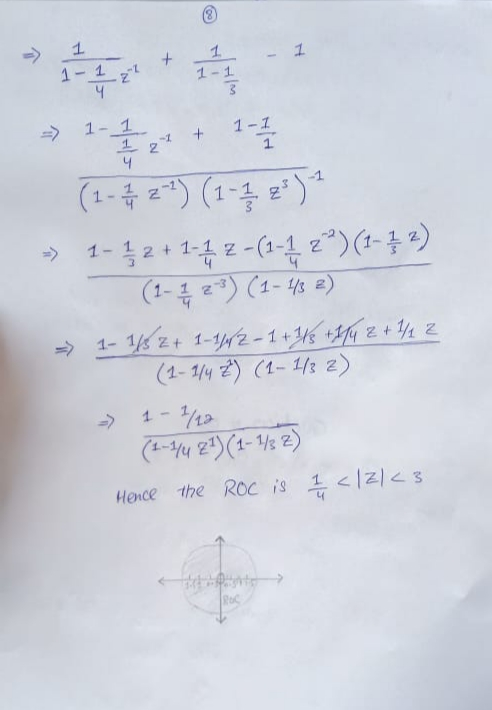 8
⇒ 1/(1 - 1/4 z^-1) + 1/(1 - 1/3) - 1
⇒ (1 - 1/(1/4) z^-1 + 1 - 1/1)/((1 - 1/4 z^-1) (1 - 1/3 z^3)^-1)
⇒ (1 - 1/3 z + 1 - 1/4 z - (1 - 1/4 z^-2)(1 - 1/3 z))/((1 - 1/4 z^-3) (1 - 1/3 z))
⇒ (1 - 1/3 z + 1 - 1/4 z - 1 + 1/3 + 1/4 z + 1/1 z)/((1 - 1/4 z^1) (1 - 1/3 z))
⇒ (1 - 1/12)/((1 - 1/4 z^1)(1 - 1/3 z))
Hence the ROC is 1/4 < |z| < 3
ROC